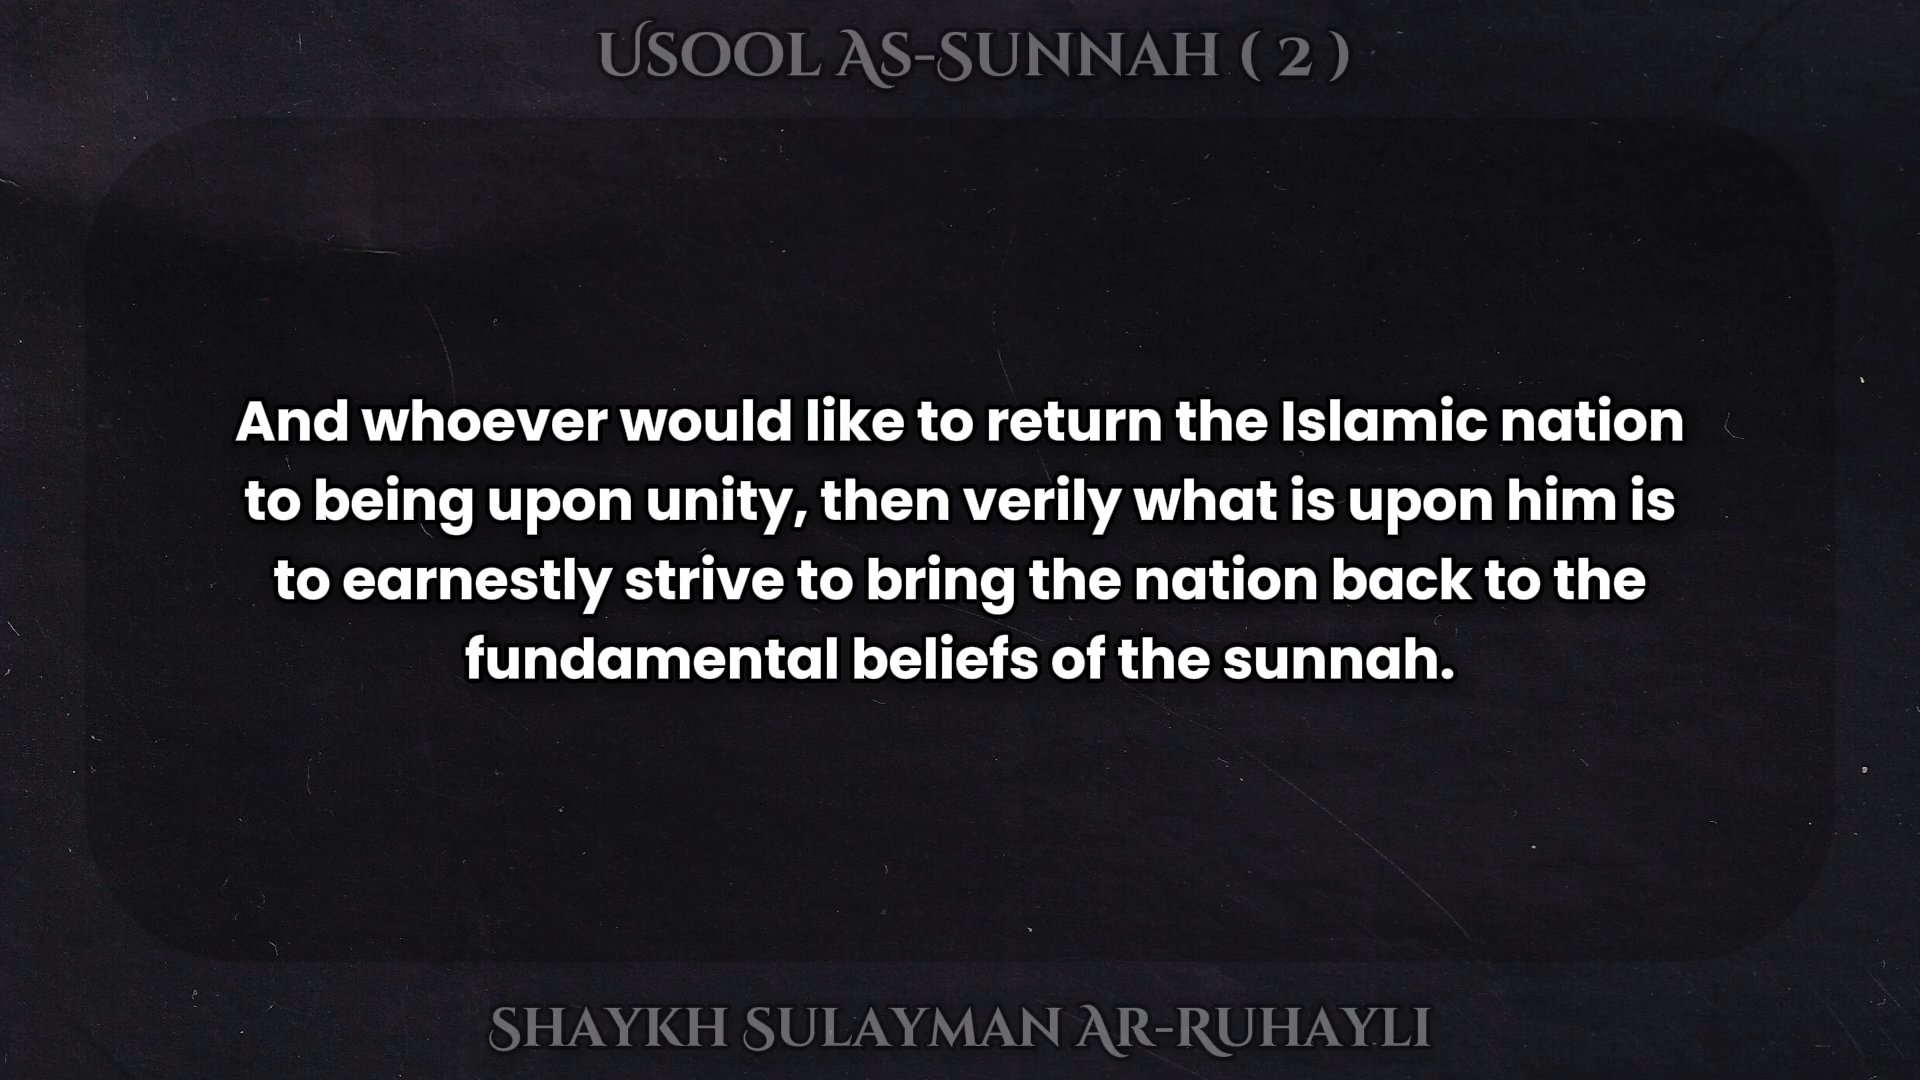 Usool As-Sunnah ( 2 )
And whoever would like to return the Islamic nation
to being upon unity, then verily what is upon him is
to earnestly strive to bring the nation back to the
fundamental beliefs of the sunnah.
Shaykh Sulayman Ar-Ruhayli